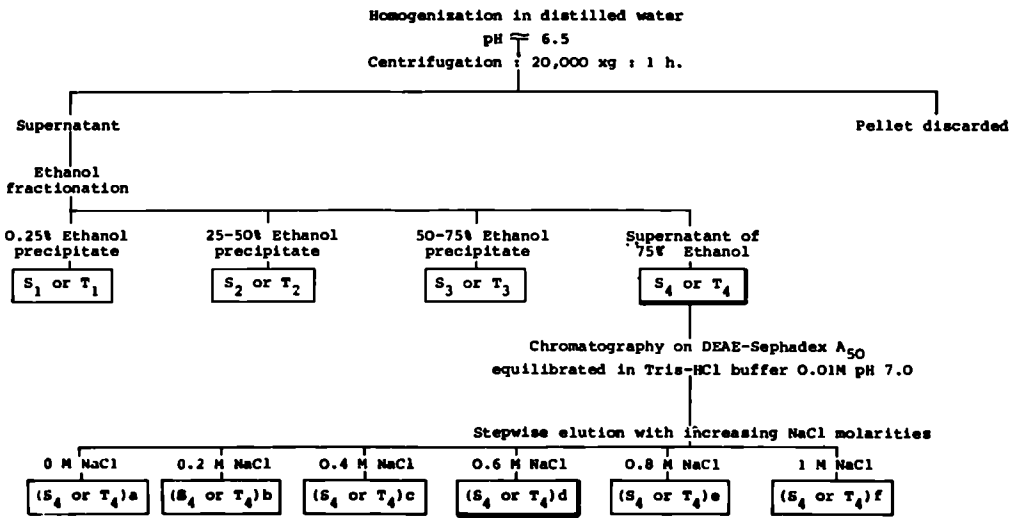 Homogenization in distilled water
pH ≅ 6.5
Centrifugation : 20,000 xg : 1 h.
Supernatant
Pellet discarded
Ethanol
fractionation
0.25% Ethanol
precipitate
25-50% Ethanol
precipitate
50-75% Ethanol
precipitate
Supernatant of
75% Ethanol
S1 or T1
S2 or T2
S3 or T3
S4 or T4
Chromatography on DEAE-Sephadex A50
equilibrated in Tris-HCl buffer 0.01M pH 7.0
Stepwise elution with increasing NaCl molarities
0 M NaCl
0.2 M NaCl
0.4 M NaCl
0.6 M NaCl
0.8 M NaCl
1 M NaCl
(S4 or T4)a
(S4 or T4)b
(S4 or T4)c
(S4 or T4)d
(S4 or T4)e
(S4 or T4)f